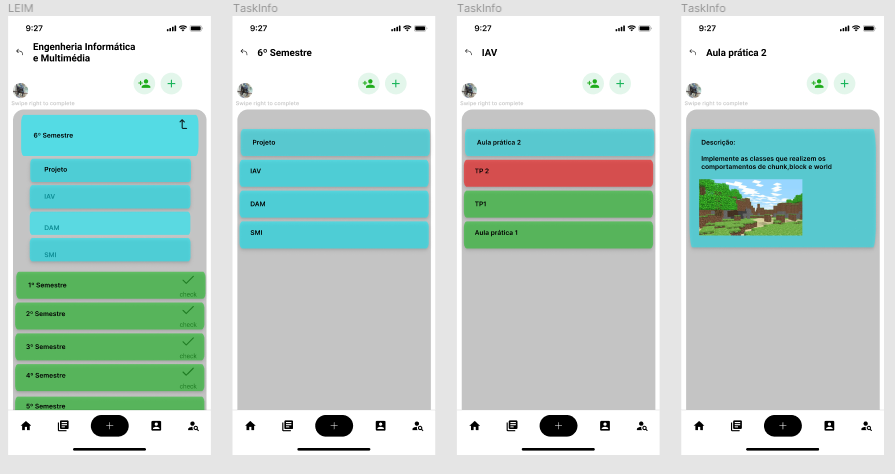 LEIM
9:27
Engenheria Informática
e Multimédia
Swipe right to complete
6º Semestre
Projeto
IAV
DAM
SMI
1º Semestre
check
2º Semestre
check
3º Semestre
check
4º Semestre
check
5º Semestre
TaskInfo
9:27
6º Semestre
Swipe right to complete
Projeto
IAV
DAM
SMI
TaskInfo
9:27
IAV
Swipe right to complete
Aula prática 2
TP 2
TP1
Aula prática 1
TaskInfo
9:27
Aula prática 2
Swipe right to complete
Descrição:
Implemente as classes que realizem os
comportamentos de chunk,block e world